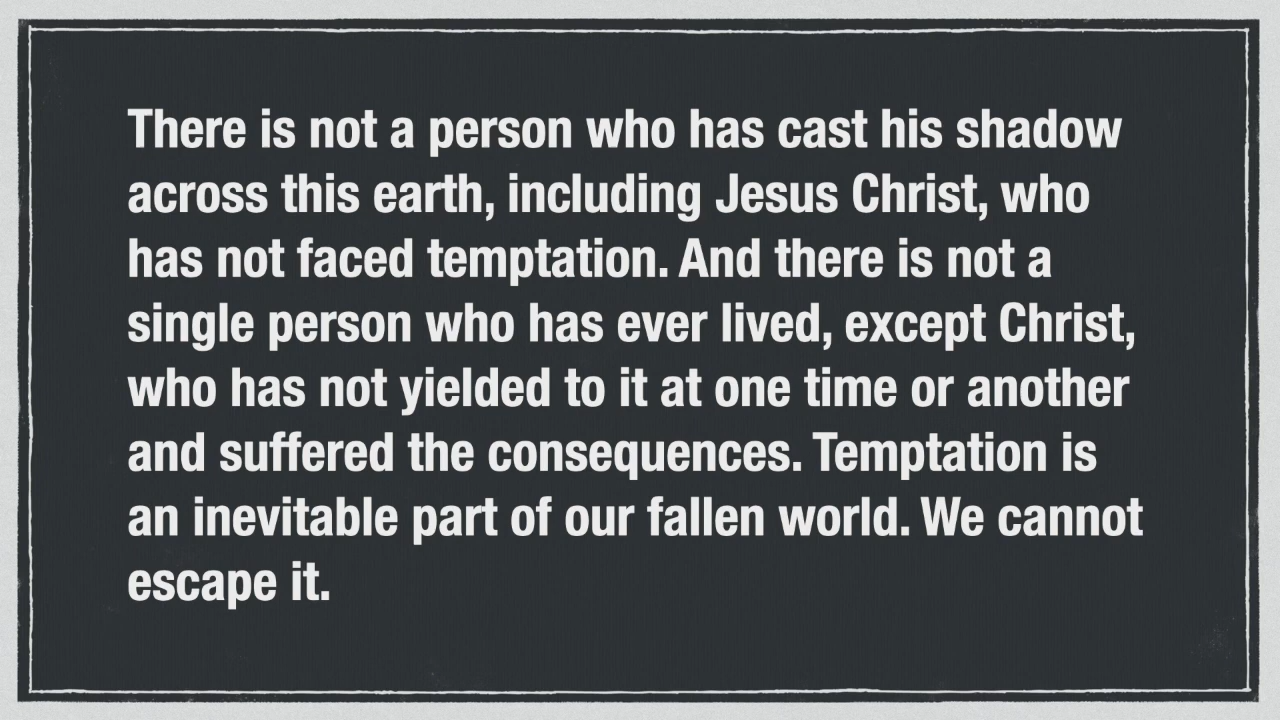 There is not a person who has cast his shadow
across this earth, including Jesus Christ, who
has not faced temptation. And there is not a
single person who has ever lived, except Christ,
who has not yielded to it at one time or another
and suffered the consequences. Temptation is
an inevitable part of our fallen world. We cannot
escape it.